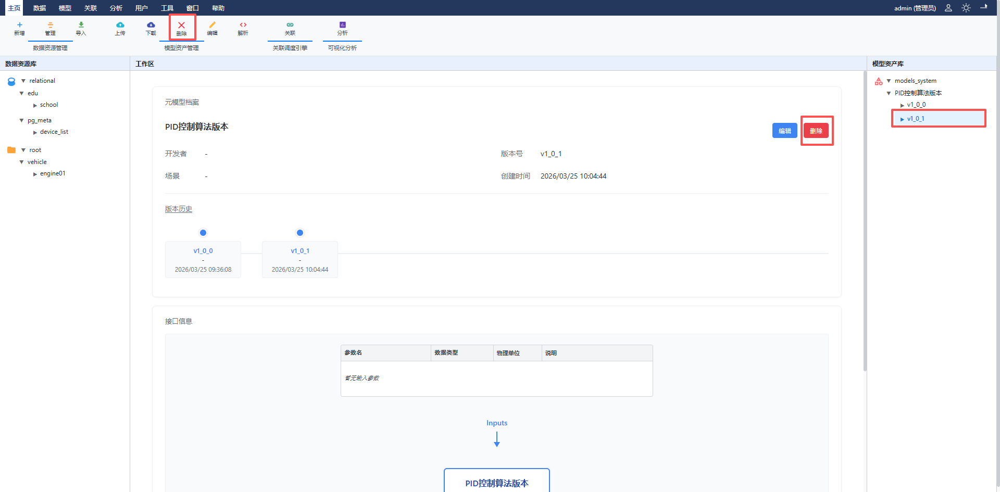 主页 数据 模型 关联 分析 用户 工具 窗口 帮助 admin (管理员)
新增 管理 导入 上传 下载 删除 编辑 解析 关联 分析
数据资源管理 模型资产管理 关联调度引擎 可视化分析
数据资源库
relational
edu
school
pg_meta
device_list
root
vehicle
engine01
工作区
元模型档案
PID控制算法版本
编辑 删除
开发者 - 版本号 v1_0_1
场景 - 创建时间 2026/03/25 10:04:44
版本历史
v1_0_0
-
2026/03/25 09:36:08
v1_0_1
-
2026/03/25 10:04:44
接口信息
参数名 数据类型 物理单位 说明
暂无输入参数
Inputs
PID控制算法版本
模型资产库
models_system
PID控制算法版本
v1_0_0
v1_0_1